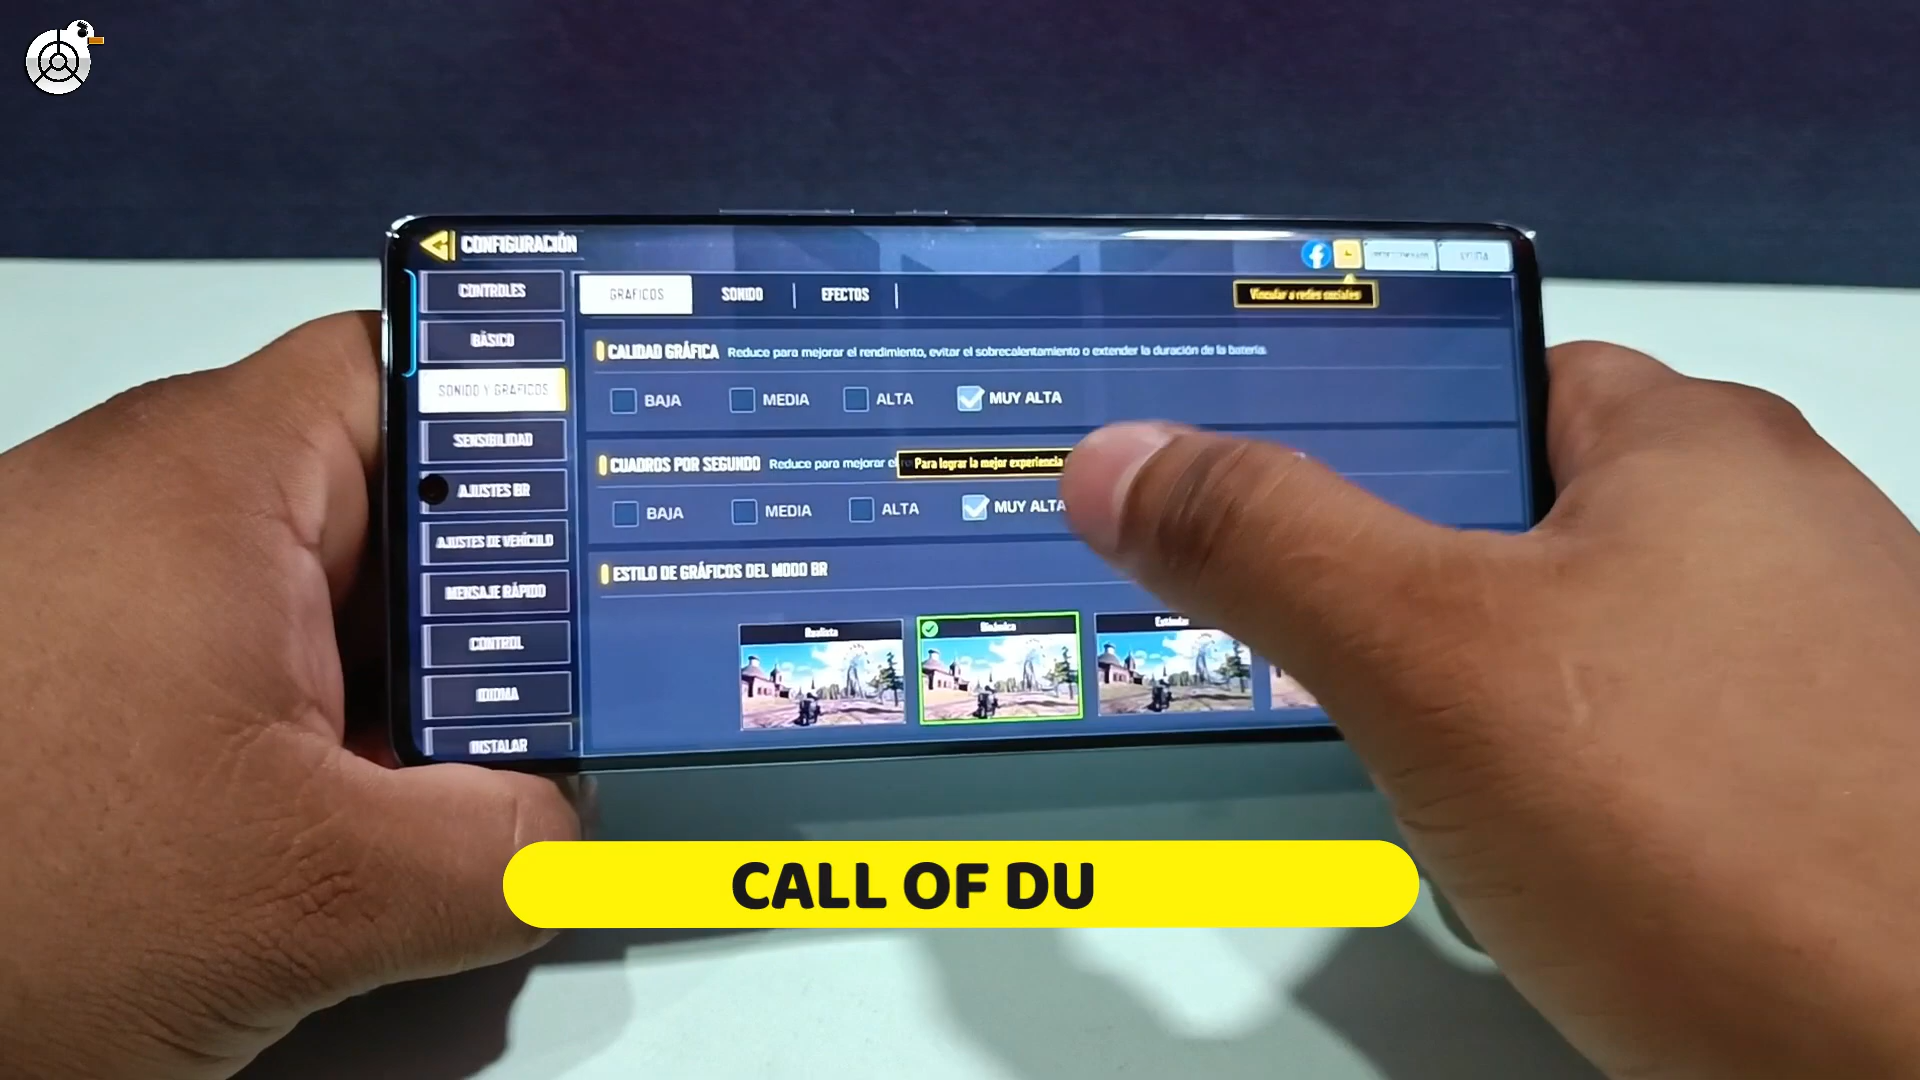 CONFIGURACIÓN
CONTROLES
BÁSICO
SONIDO Y GRÁFICOS
SENSIBILIDAD
AJUSTES BR
AJUSTES DE VEHÍCULO
MENSAJE RÁPIDO
CONTROL
IDIOMA
INSTALAR
GRÁFICOS
SONIDO
EFECTOS
Vincular a redes sociales
CALIDAD GRÁFICA Reduce para mejorar el rendimiento, evitar el sobrecalentamiento o extender la duración de la batería.
BAJA MEDIA ALTA MUY ALTA
CUADROS POR SEGUNDO Reduce para mejorar el
Para lograr la mejor experiencia
BAJA MEDIA ALTA MUY ALTA
ESTILO DE GRÁFICOS DEL MODO BR
Realista
Dinámico
Estándar
CALL OF DU